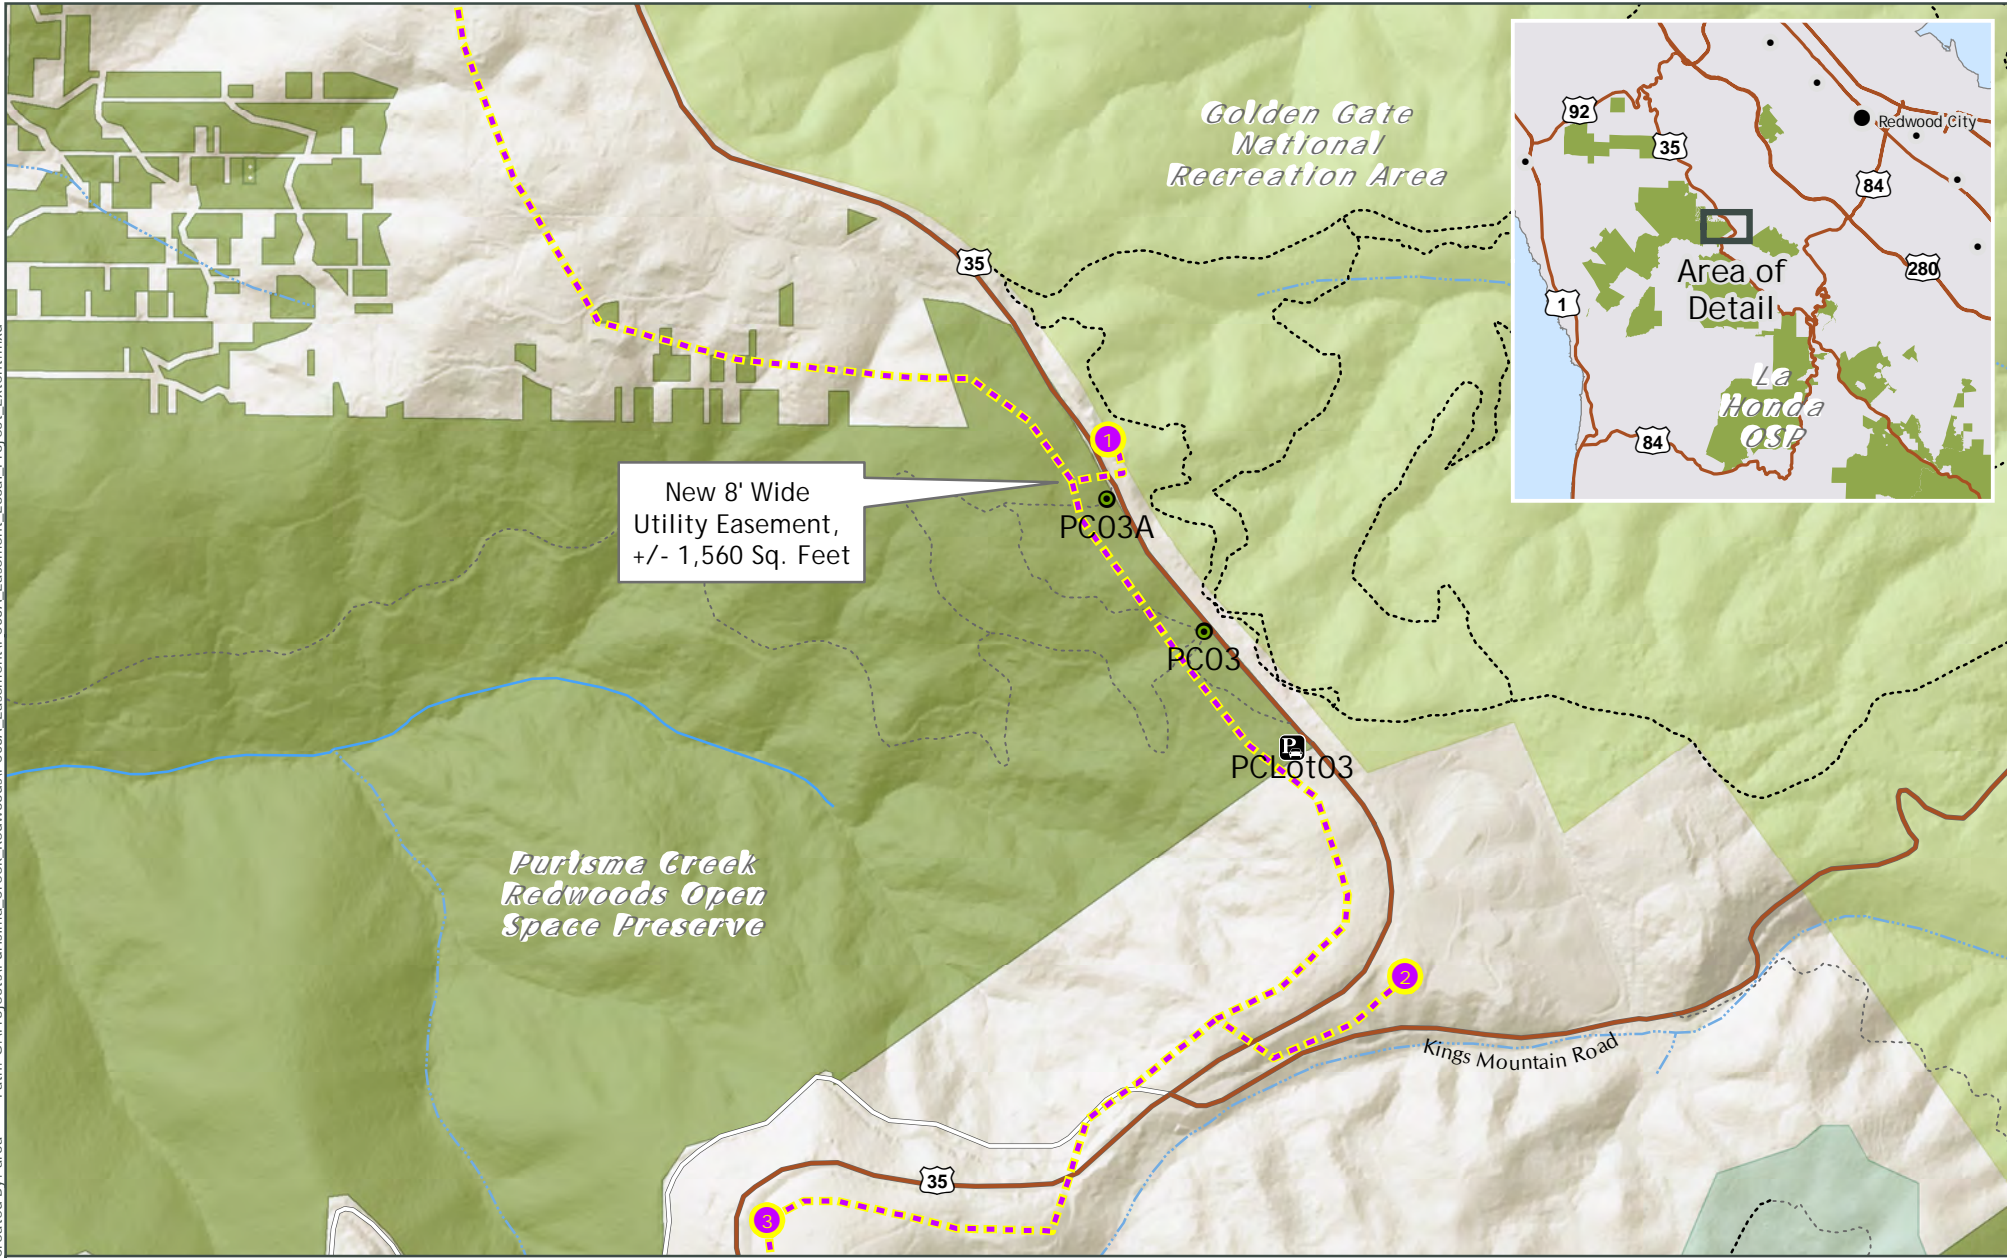 Golden Gate
National
Recreation Area
35
1
New 8' Wide
Utility Easement,
+/- 1,560 Sq. Feet
PC03A
PC03
PCLot03
P
Purisma Creek
Redwoods Open
Space Preserve
2
Kings Mountain Road
35
3
92
35
Redwood City
84
280
1
Area of
Detail
La
Honda
OSP
84